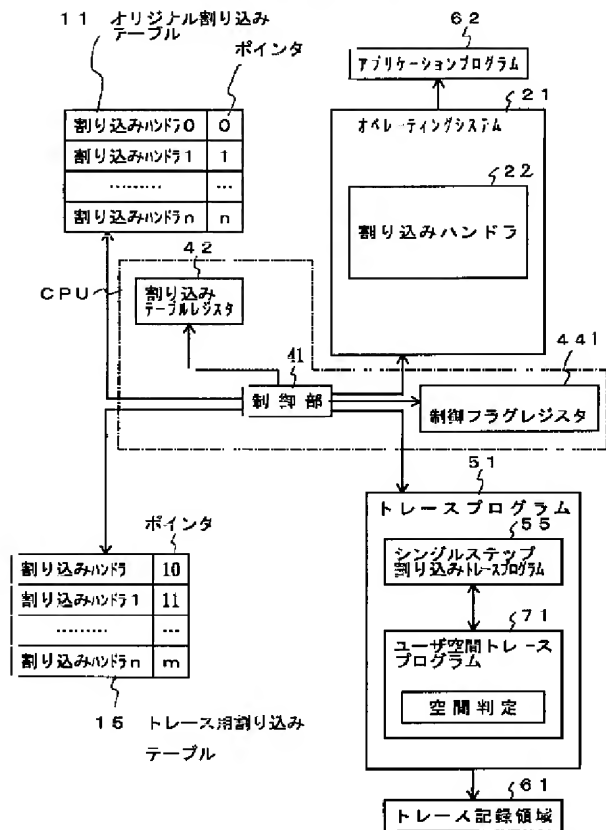 11 オリジナル割り込み
テーブル
ポインタ
割り込みハンドラ0 0
割り込みハンドラ1 1
……… …
割り込みハンドラn n
62
アプリケーションプログラム
21
オペレーティングシステム
22
割り込みハンドラ
42
CPU
割り込み
テーブルレジスタ
41
制御部
441
制御フラグレジスタ
ポインタ
割り込みハンドラ 10
割り込みハンドラ1 11
……… …
割り込みハンドラn m
15 トレース用割り込み
テーブル
51
トレースプログラム
55
シングルステップ
割り込みトレースプログラム
71
ユーザ空間トレース
プログラム
空間判定
61
トレース記録領域